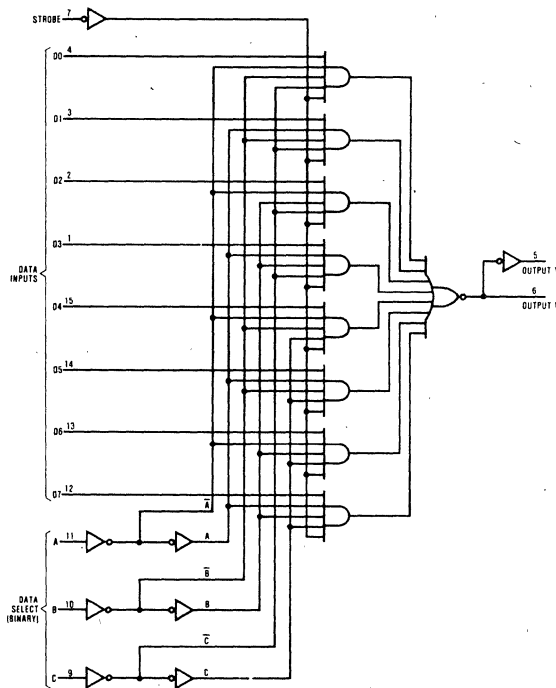 STROBE 7
D0 4
D1 3
D2 2
D3 1
DATA
INPUTS
D4 15
D5 14
D6 13
D7 12
A̅
A 11 A
B̅
DATA
SELECT
(BINARY)
B 10 B
C̅
C 9 C
5
OUTPUT
6
OUTPUT